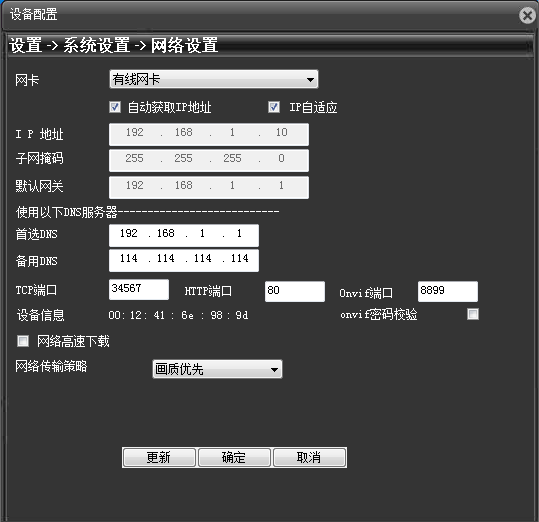 设备配置
设置 -> 系统设置 -> 网络设置
网卡 有线网卡
自动获取IP地址 IP自适应
I P 地址 192 . 168 . 1 . 10
子网掩码 255 . 255 . 255 . 0
默认网关 192 . 168 . 1 . 1
使用以下DNS服务器---------------------------
首选DNS 192 . 168 . 1 . 1
备用DNS 114 . 114 . 114 . 114
TCP端口 34567 HTTP端口 80 Onvif端口 8899
设备信息 00: 12: 41 : 6e : 98 : 9d onvif密码校验
网络高速下载
网络传输策略 画质优先
更新 确定 取消